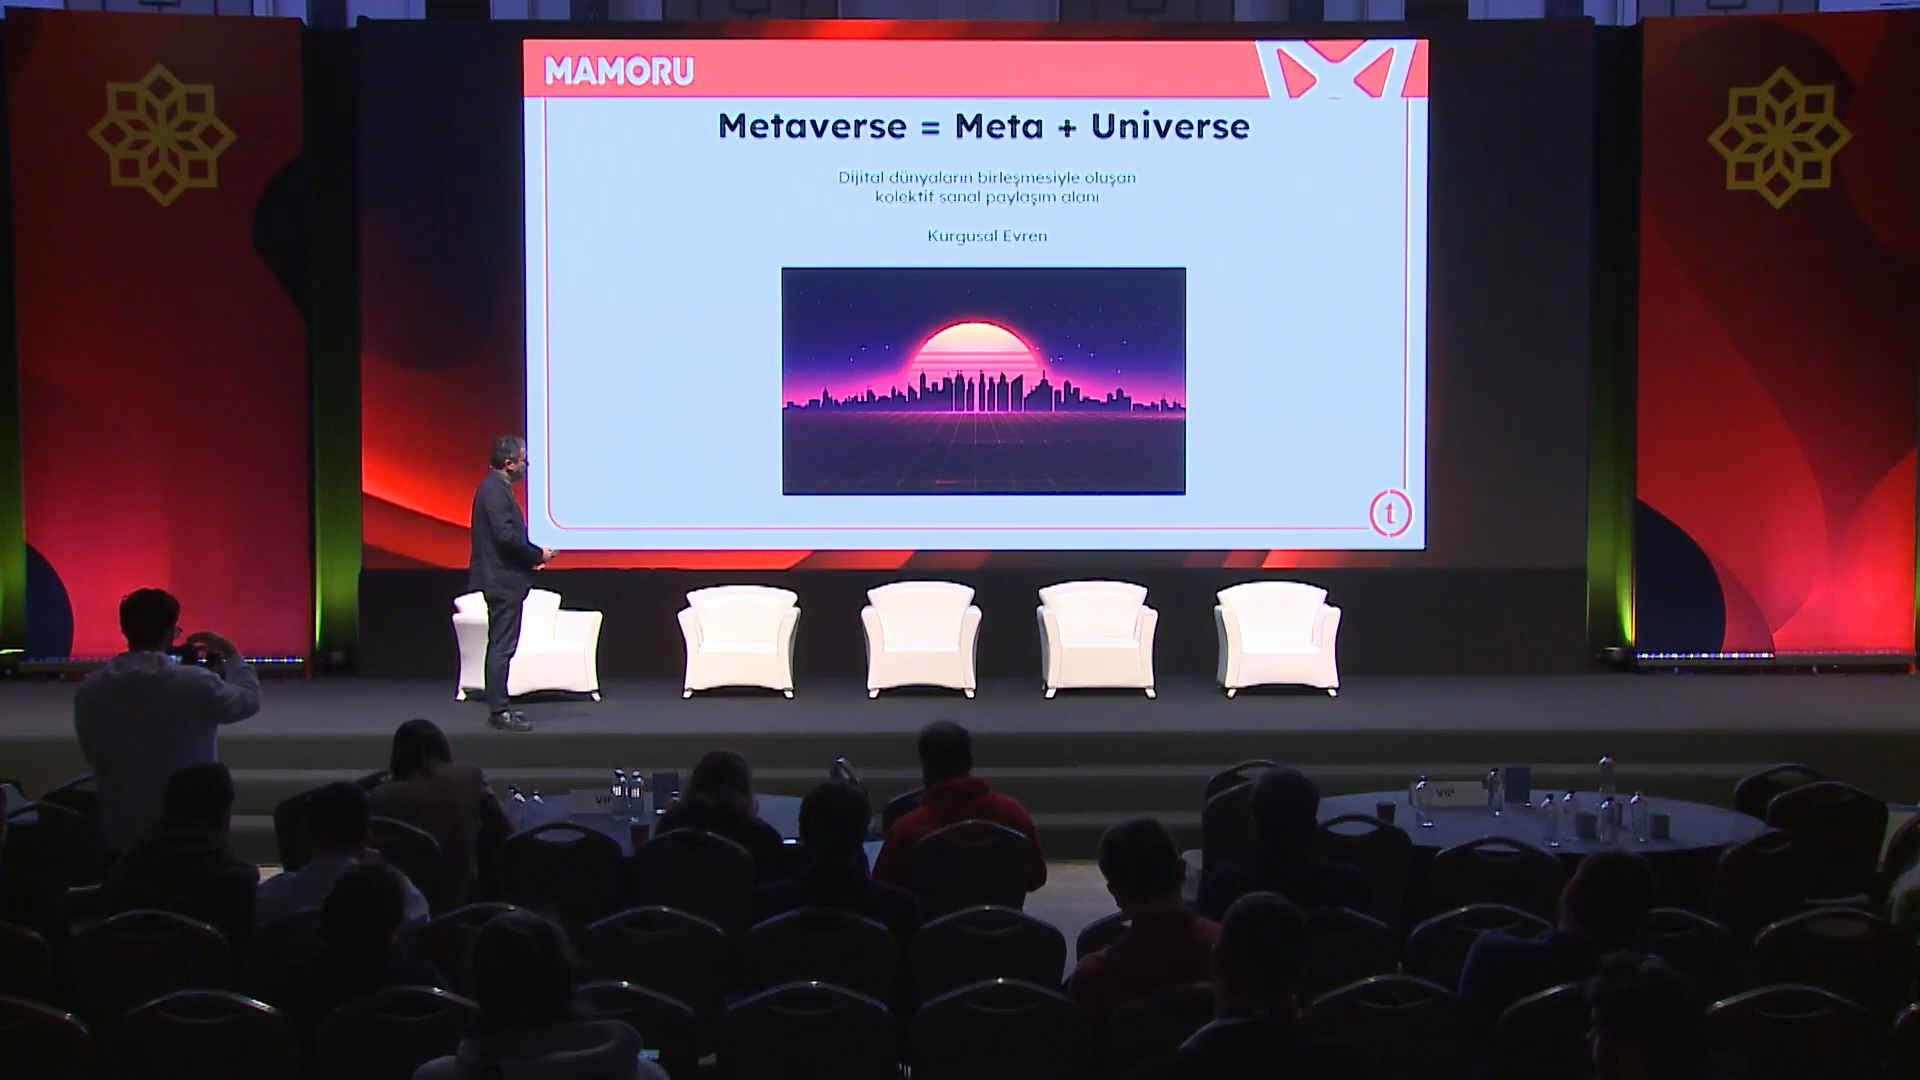 MAMORU
Metaverse = Meta + Universe
Dijital dünyaların birleşmesiyle oluşan
kolektif sanal paylaşım alanı
Kurgusal Evren
t
VIP
VIP